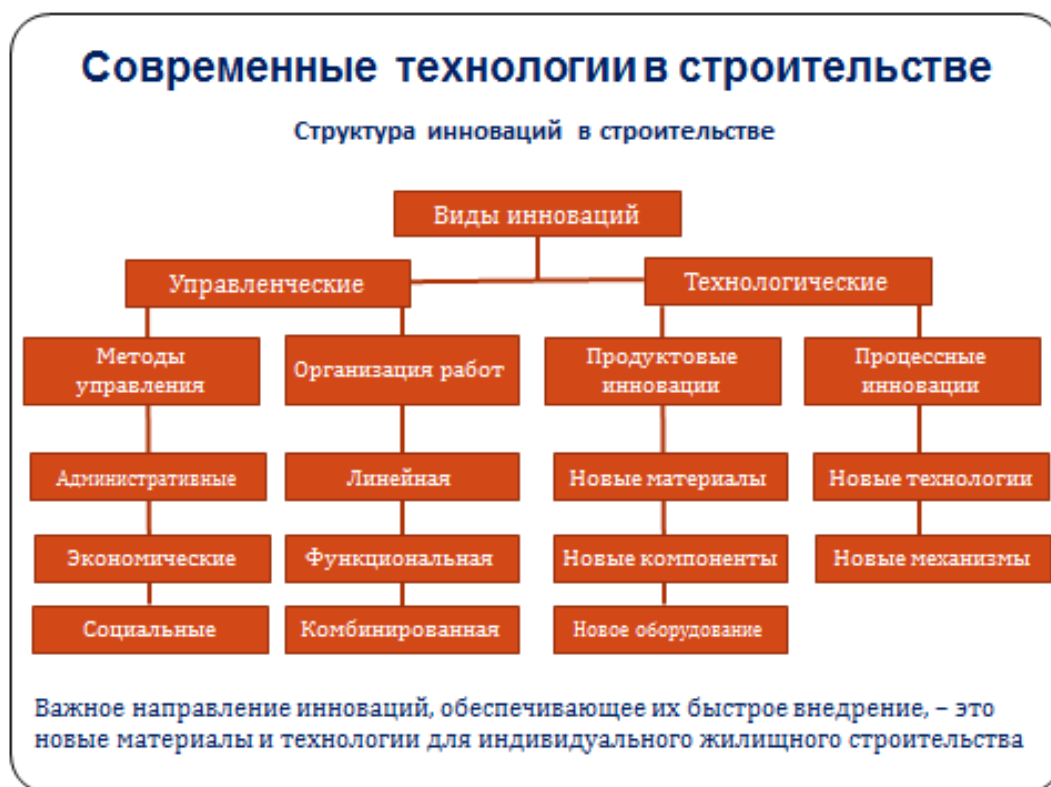 Современные технологии в строительстве
Структура инноваций в строительстве
Виды инноваций
Управленческие
Технологические
Методы
управления
Организация работ
Продуктовые
инновации
Процессные
инновации
Административные
Линейная
Новые материалы
Новые технологии
Экономические
Функциональная
Новые компоненты
Новые механизмы
Социальные
Комбинированная
Новое оборудование
Важное направление инноваций, обеспечивающее их быстрое внедрение, – это
новые материалы и технологии для индивидуального жилищного строительства